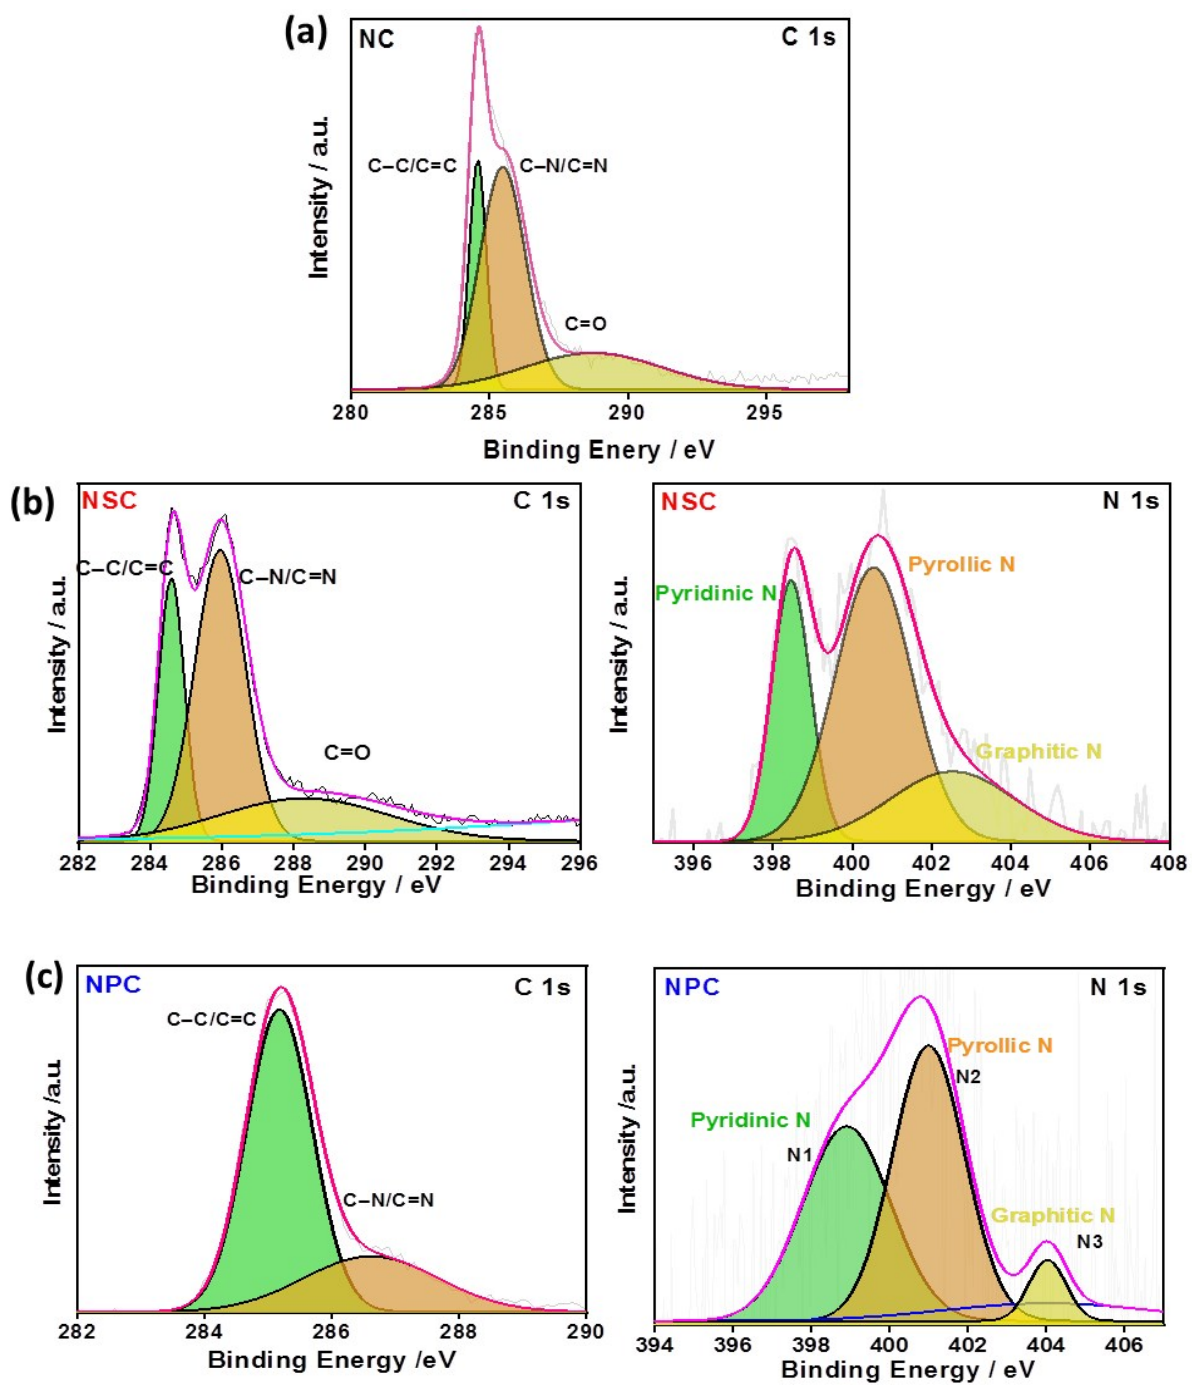 (a)
NC
C 1s
C–C/C=C
C–N/C=N
C=O
Intensity / a.u.
280
285
290
295
Binding Enery / eV
(b)
NSC
C 1s
C–C/C=C
C–N/C=N
C=O
Intensity / a.u.
282
284
286
288
290
292
294
296
Binding Energy / eV
NSC
N 1s
Pyridinic N
Pyrollic N
Graphitic N
Intensity / a.u.
396
398
400
402
404
406
408
Binding Energy / eV
(c)
NPC
C 1s
C–C/C=C
C–N/C=N
Intensity /a.u.
282
284
286
288
290
Binding Energy /eV
NPC
N 1s
Pyrollic N
N2
Pyridinic N
N1
Graphitic N
N3
Intensity /a.u.
394
396
398
400
402
404
406
Binding Energy / eV